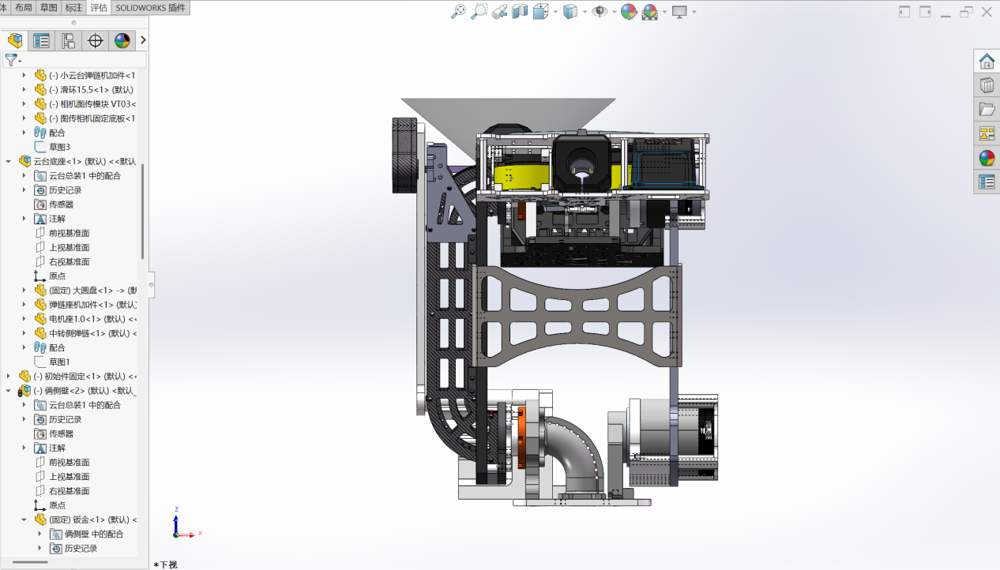 体 布局 草图 标注 评估 SOLIDWORKS 插件
(-) 小云台弹链机加件<1
(-) 滑环15.5<1> (默认)
(-) 相机图传模块 VT03<
(-) 图传相机固定底板<1
配合
草图3
云台底座<1> (默认) <<默认
云台总装1 中的配合
历史记录
传感器
注解
前视基准面
上视基准面
右视基准面
原点
(固定) 大圆盘<1> -> (默
弹链座机加件<1> (默认)
电机座1.0<1> (默认) <<
中转侧弹链<1> (默认) <
配合
草图1
(-) 初始件固定<1> (默认) <<
(-) 俩侧壁<2> (默认) <默认_
云台总装1 中的配合
历史记录
传感器
注解
前视基准面
上视基准面
右视基准面
原点
(固定) 钣金<1> (默认) <
俩侧壁 中的配合
历史记录
z
x
*下视